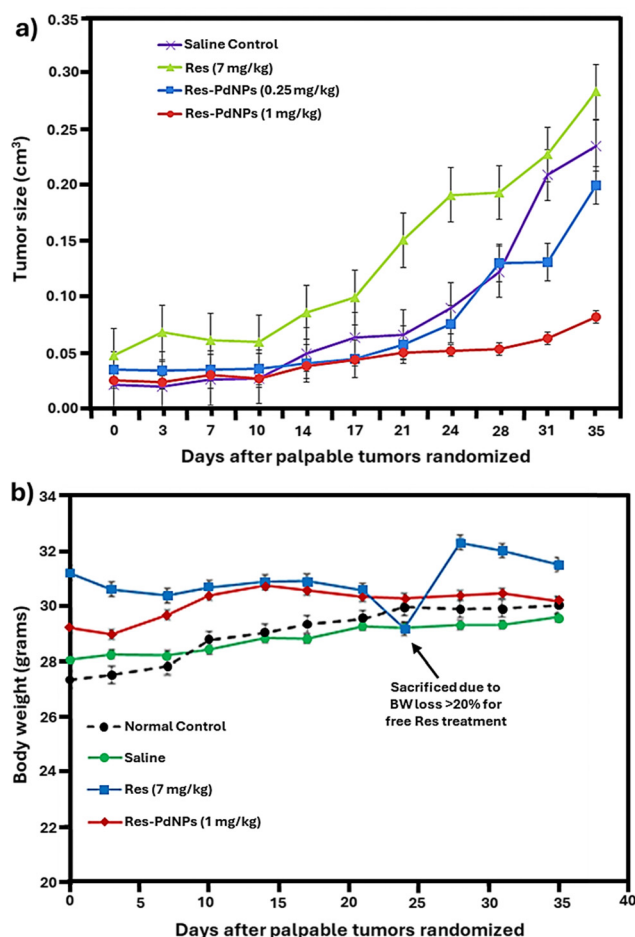 a)
Saline Control
Res (7 mg/kg)
Res-PdNPs (0.25 mg/kg)
Res-PdNPs (1 mg/kg)
Tumor size (cm³)
0.35
0.30
0.25
0.20
0.15
0.10
0.05
0.00
0 3 7 10 14 17 21 24 28 31 35
Days after palpable tumors randomized
b)
Body weight (grams)
34
32
30
28
26
24
22
20
Sacrificed due to
BW loss >20% for
free Res treatment
Normal Control
Saline
Res (7 mg/kg)
Res-PdNPs (1 mg/kg)
0 5 10 15 20 25 30 35 40
Days after palpable tumors randomized